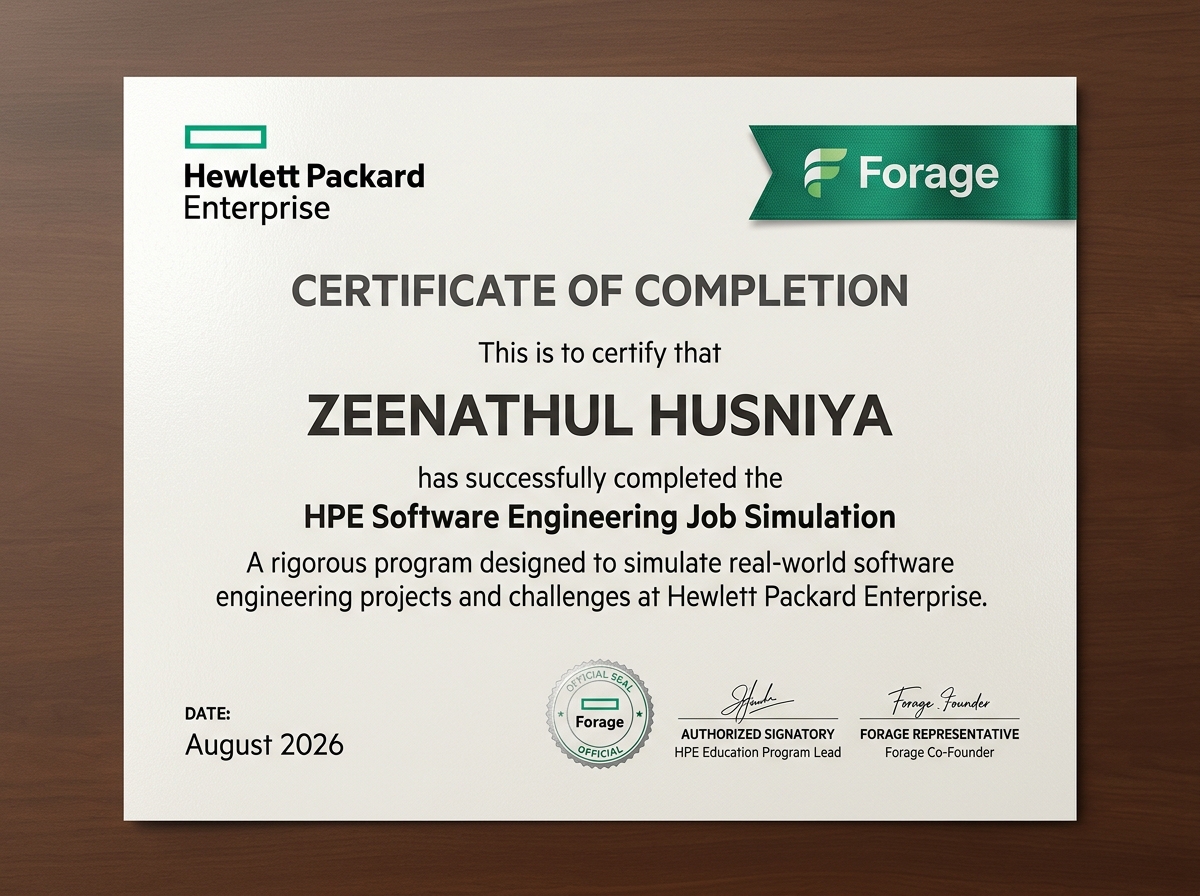 Hewlett Packard
Enterprise
Forage
CERTIFICATE OF COMPLETION
This is to certify that
ZEENATHUL HUSNIYA
has successfully completed the
HPE Software Engineering Job Simulation
A rigorous program designed to simulate real-world software
engineering projects and challenges at Hewlett Packard Enterprise.
DATE:
August 2026
OFFICIAL SEAL
Forage
OFFICIAL
AUTHORIZED SIGNATORY
HPE Education Program Lead
Forage Founder
FORAGE REPRESENTATIVE
Forage Co-Founder